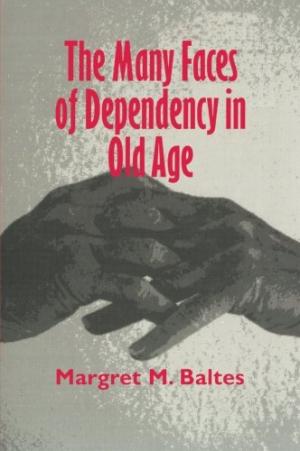 The Many Faces
of Dependency in
Old Age
Margret M. Baltes